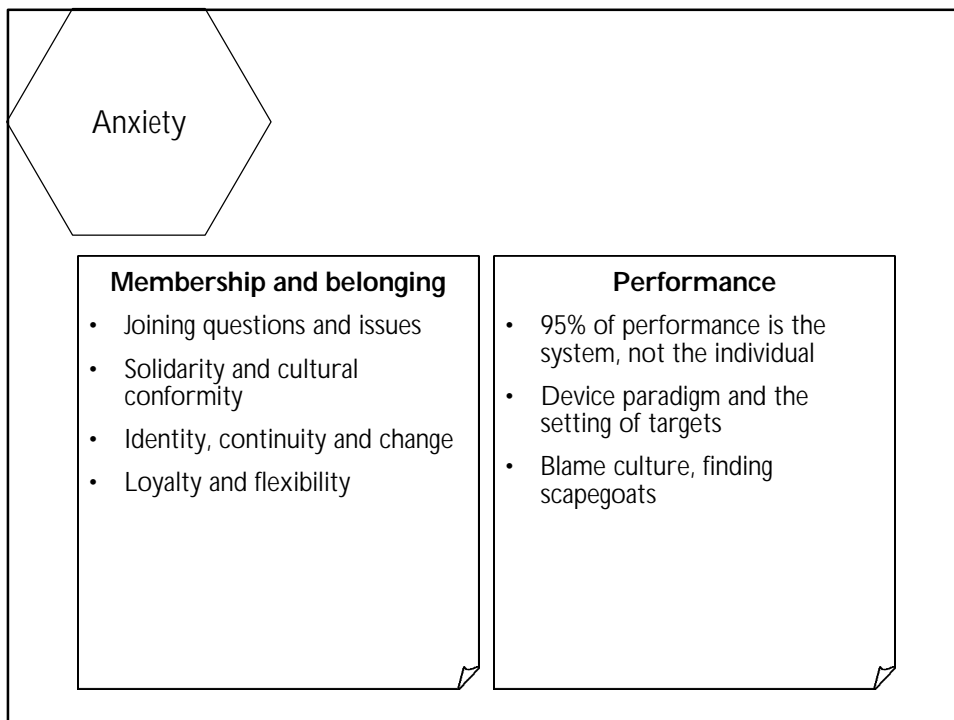 Anxiety
Membership and belonging
• Joining questions and issues
• Solidarity and cultural
conformity
• Identity, continuity and change
• Loyalty and flexibility
Performance
• 95% of performance is the
system, not the individual
• Device paradigm and the
setting of targets
• Blame culture, finding
scapegoats